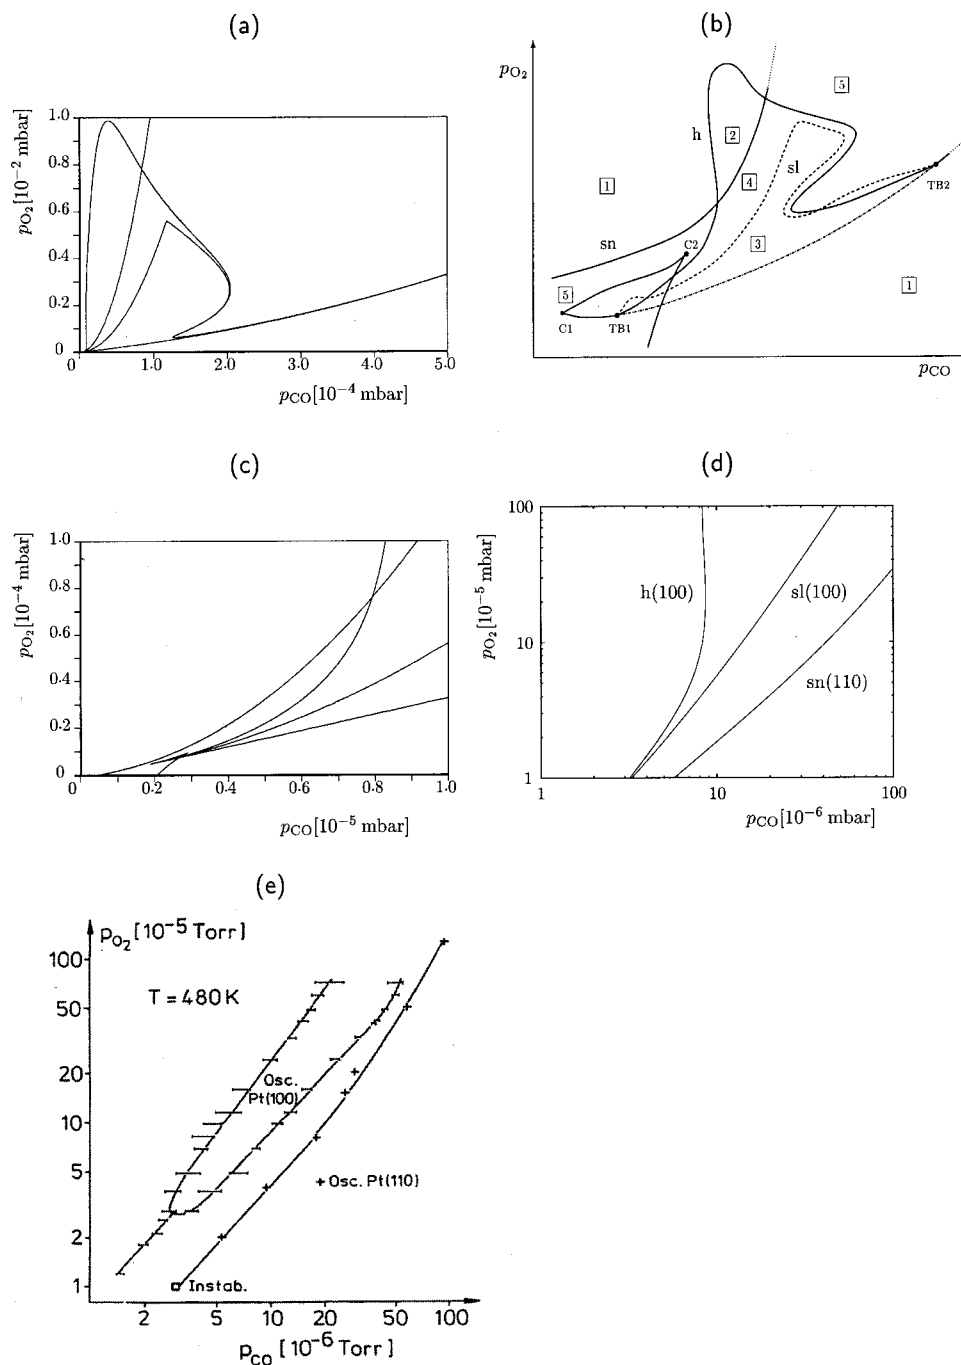 (a)
p_O2 [10^-2 mbar]
1.0
0.8
0.6
0.4
0.2
0
0
1.0
2.0
3.0
4.0
5.0
p_CO [10^-4 mbar]
(b)
p_O2
5
h
2
1
sl
4
TB2
sn
C2
3
5
1
C1
TB1
p_CO
(c)
p_O2 [10^-4 mbar]
1.0
0.8
0.6
0.4
0.2
0
0
0.2
0.4
0.6
0.8
1.0
p_CO [10^-5 mbar]
(d)
p_O2 [10^-5 mbar]
100
10
1
h(100)
sl(100)
sn(110)
1
10
100
p_CO [10^-6 mbar]
(e)
p_O2 [10^-5 Torr]
100
T = 480 K
50
20
Osc.
Pt(100)
10
5
+ Osc. Pt(110)
2
1
Instab.
2
5
10
20
50
100
p_CO [10^-6 Torr]